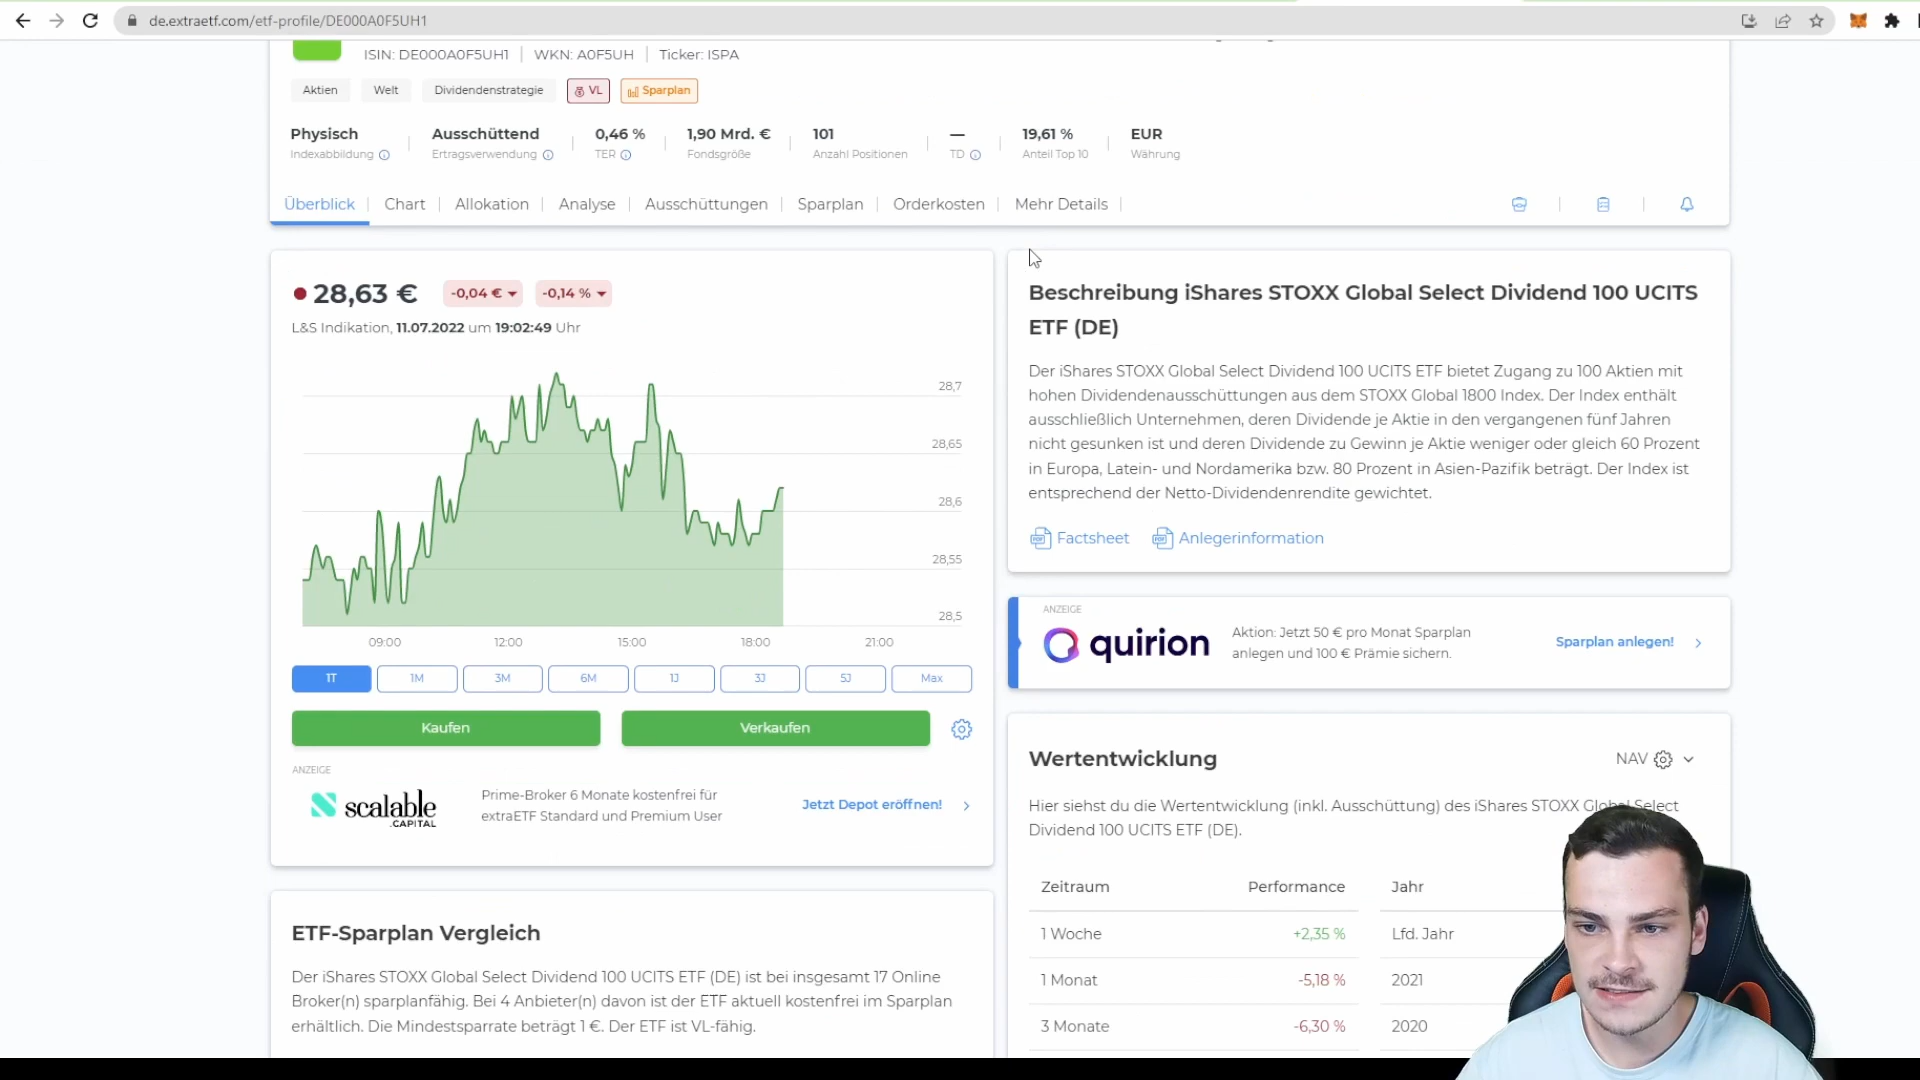 de.extraetf.com/etf-profile/DE000A0F5UH1
ISIN: DE000A0F5UH1 | WKN: A0F5UH | Ticker: ISPA
Aktien Welt Dividendenstrategie VL Sparplan
Physisch Ausschüttend 0,46 % 1,90 Mrd. € 101 — 19,61 % EUR
Indexabbildung Ertragsverwendung TER Fondsgröße Anzahl Positionen TD Anteil Top 10 Währung
Überblick | Chart | Allokation | Analyse | Ausschüttungen | Sparplan | Orderkosten | Mehr Details |
28,63 € -0,04 € -0,14 %
L&S Indikation, 11.07.2022 um 19:02:49 Uhr
28,7
28,65
28,6
28,55
28,5
09:00 12:00 15:00 18:00 21:00
1T 1M 3M 6M 1J 3J 5J Max
Kaufen Verkaufen
ANZEIGE
scalable
.CAPITAL
Prime-Broker 6 Monate kostenfrei für
extraETF Standard und Premium User
Jetzt Depot eröffnen!
ETF-Sparplan Vergleich
Der iShares STOXX Global Select Dividend 100 UCITS ETF (DE) ist bei insgesamt 17 Online
Broker(n) sparplanfähig. Bei 4 Anbieter(n) davon ist der ETF aktuell kostenfrei im Sparplan
erhältlich. Die Mindestsparrate beträgt 1 €. Der ETF ist VL-fähig.
Beschreibung iShares STOXX Global Select Dividend 100 UCITS
ETF (DE)
Der iShares STOXX Global Select Dividend 100 UCITS ETF bietet Zugang zu 100 Aktien mit
hohen Dividendenausschüttungen aus dem STOXX Global 1800 Index. Der Index enthält
ausschließlich Unternehmen, deren Dividende je Aktie in den vergangenen fünf Jahren
nicht gesunken ist und deren Dividende zu Gewinn je Aktie weniger oder gleich 60 Prozent
in Europa, Latein- und Nordamerika bzw. 80 Prozent in Asien-Pazifik beträgt. Der Index ist
entsprechend der Netto-Dividendenrendite gewichtet.
Factsheet Anlegerinformation
ANZEIGE
quirion
Aktion: Jetzt 50 € pro Monat Sparplan
anlegen und 100 € Prämie sichern.
Sparplan anlegen!
Wertentwicklung NAV
Hier siehst du die Wertentwicklung (inkl. Ausschüttung) des iShares STOXX Global Select
Dividend 100 UCITS ETF (DE).
Zeitraum Performance Jahr
1 Woche +2,35 % Lfd. Jahr
1 Monat -5,18 % 2021
3 Monate -6,30 % 2020